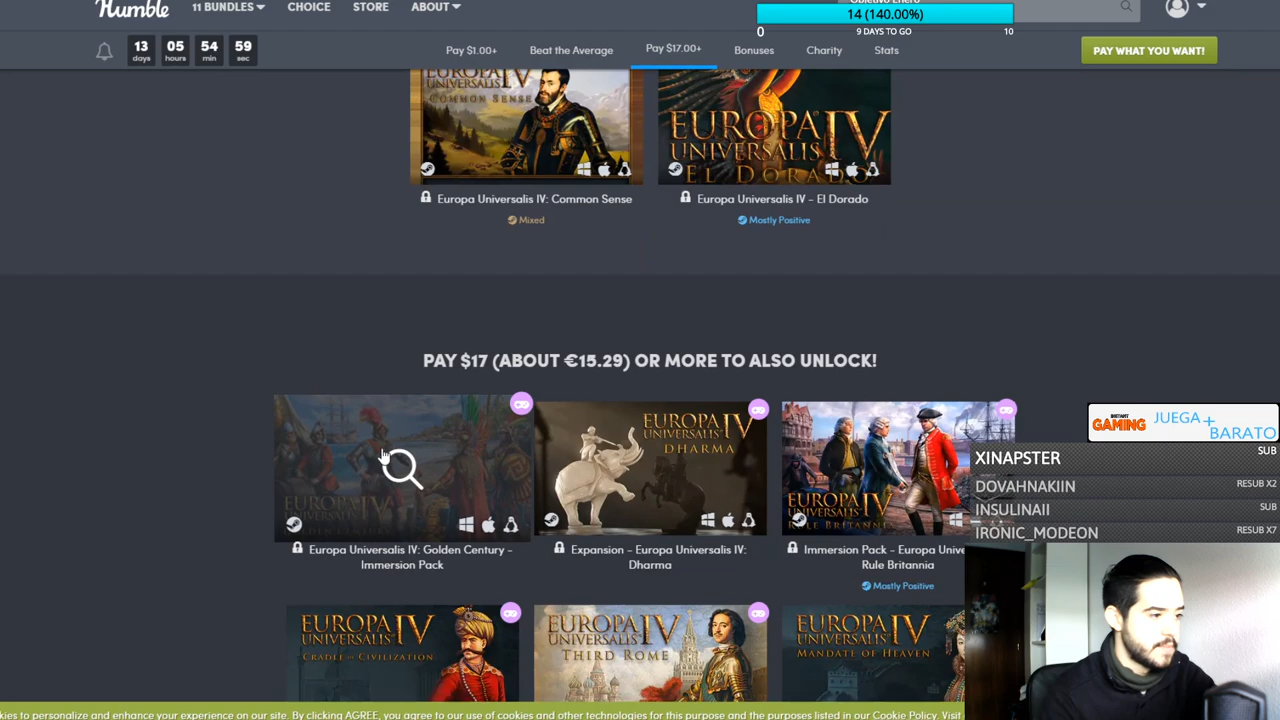 Humble
11 BUNDLES
CHOICE
STORE
ABOUT
Objetivo Enero
14 (140.00%)
0
9 DAYS TO GO
10
13
days
05
hours
54
min
59
sec
Pay $1.00+
Beat the Average
Pay $17.00+
Bonuses
Charity
Stats
PAY WHAT YOU WANT!
EUROPA
UNIVERSALIS IV
COMMON SENSE
EUROPA
UNIVERSALIS IV
EL DORADO
Europa Universalis IV: Common Sense
Mixed
Europa Universalis IV - El Dorado
Mostly Positive
PAY $17 (ABOUT €15.29) OR MORE TO ALSO UNLOCK!
EUROPA
UNIVERSALIS IV
EUROPA
UNIVERSALIS IV
DHARMA
EUROPA
UNIVERSALIS IV
RULE BRITANNIA
Europa Universalis IV: Golden Century -
Immersion Pack
Expansion - Europa Universalis IV:
Dharma
Immersion Pack - Europa Unive
Rule Britannia
Mostly Positive
EUROPA
UNIVERSALIS IV
CRADLE OF CIVILIZATION
EUROPA
UNIVERSALIS IV
THIRD ROME
EUROPA
UNIVERSALIS
MANDATE OF HEAVEN
INSTANT
GAMING
JUEGA+
BARATO
XINAPSTER
SUB
DOVAHNAKIIN
RESUB X2
INSULINAII
SUB
IRONIC_MODEON
RESUB X7
kies to personalize and enhance your experience on our site. By clicking AGREE, you agree to our use of cookies and other technologies for this purpose and the purposes listed in our Cookie Policy. Visit